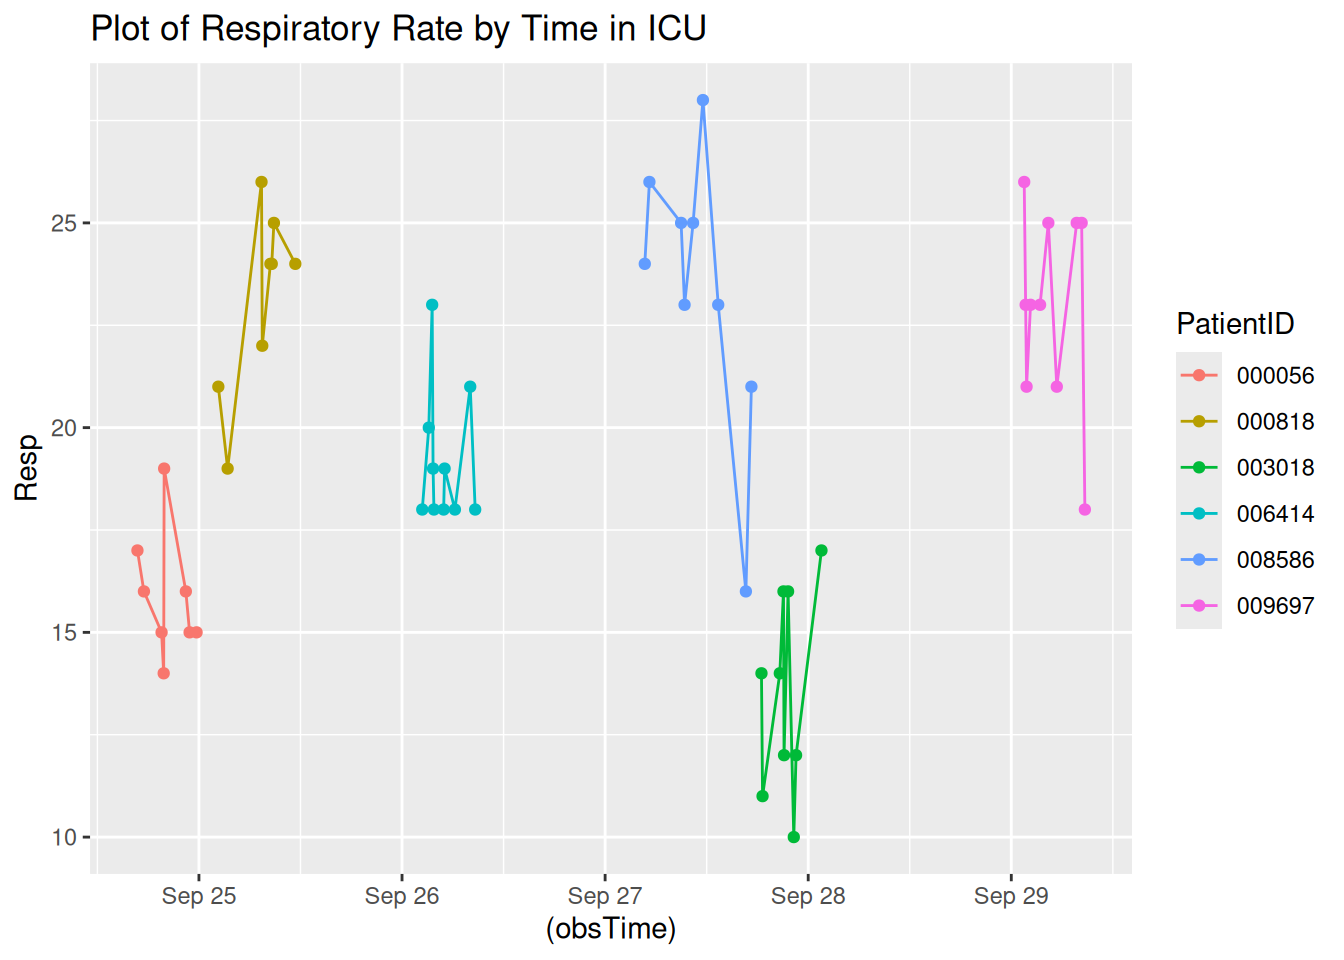 Plot of Respiratory Rate by Time in ICU
Resp
25
20
15
10
Sep 25 Sep 26 Sep 27 Sep 28 Sep 29
(obsTime)
PatientID
000056
000818
003018
006414
008586
009697